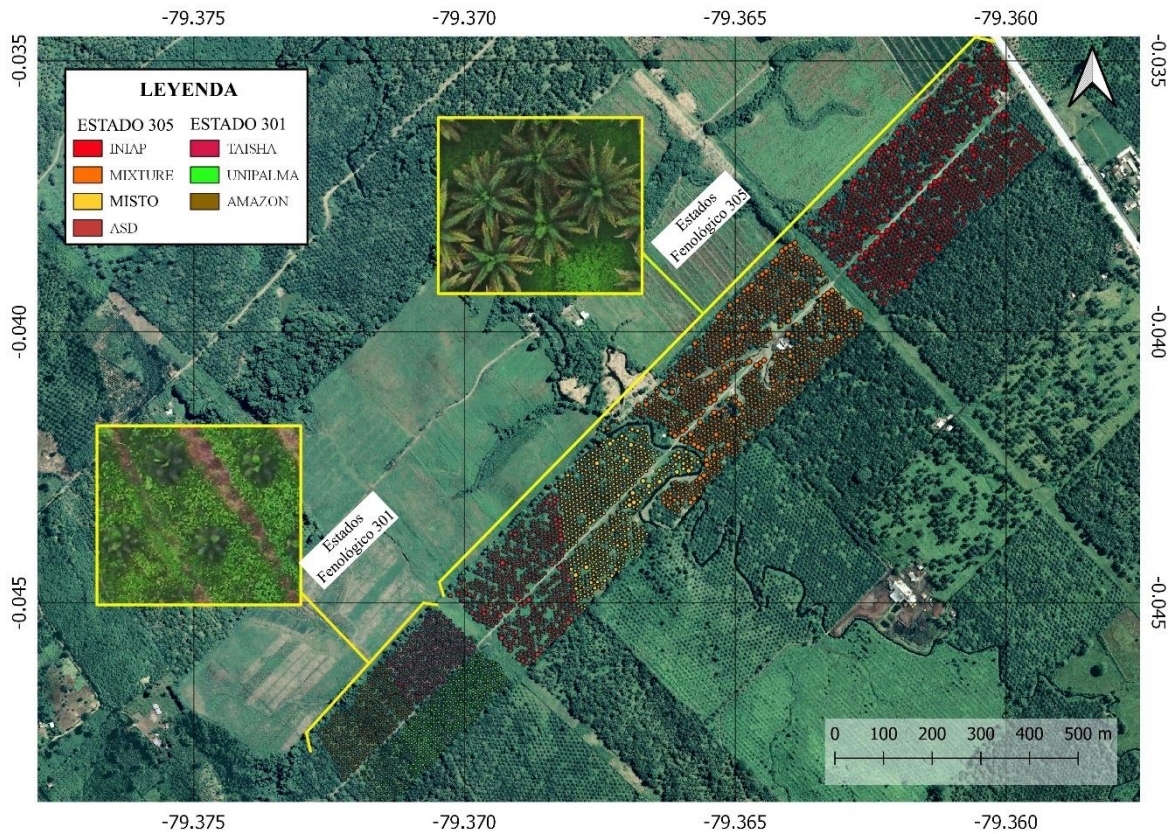 -79.375 -79.370 -79.365 -79.360
-0.035
-0.040
-0.045
LEYENDA
ESTADO 305 ESTADO 301
INIAP TAISHA
MIXTURE UNIPALMA
MISTO AMAZON
ASD
Estados
Fenológico 305
Estados
Fenológico 301
-0.035
-0.040
-0.045
0 100 200 300 400 500 m
-79.375 -79.370 -79.365 -79.360